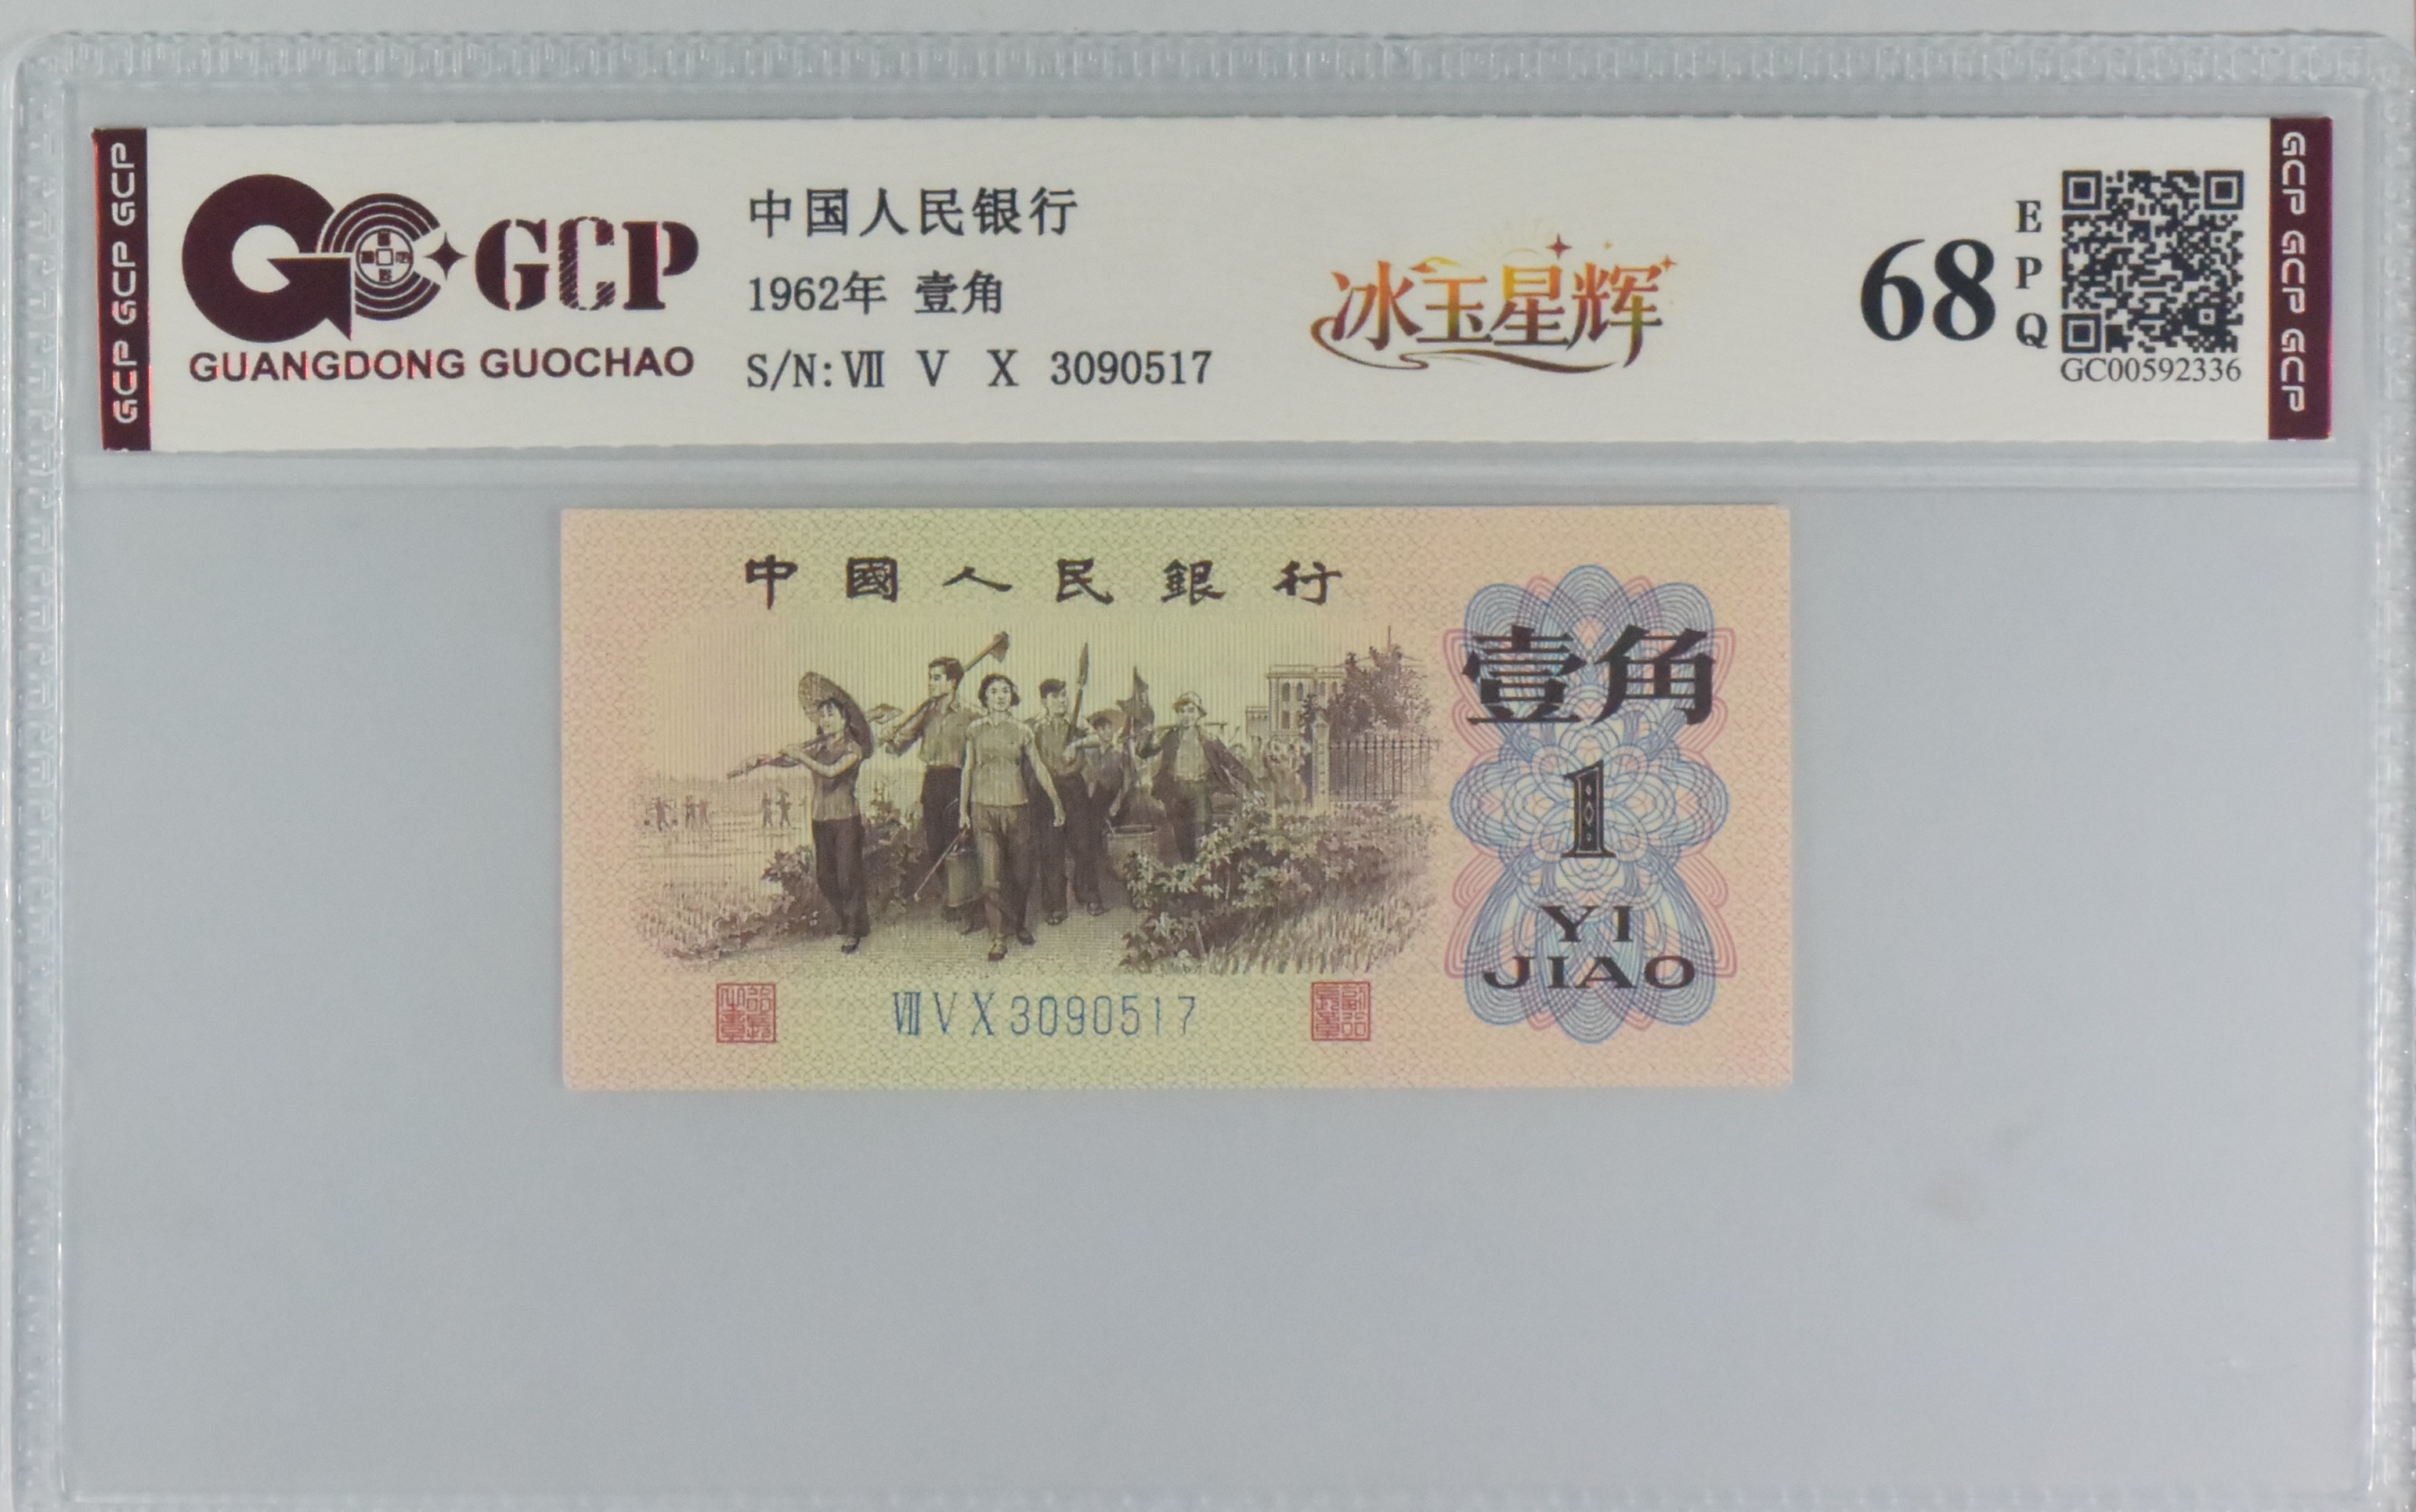 GCP GCP GCP
GCP
GUANGDONG GUOCHAO
中国人民银行
1962年 壹角
S/N: Ⅶ V X 3090517
冰玉星辉
68
EPQ
GC00592336
GCP GCP GCP
中國人民銀行
壹角
1
YI
JIAO
ⅦVX3090517